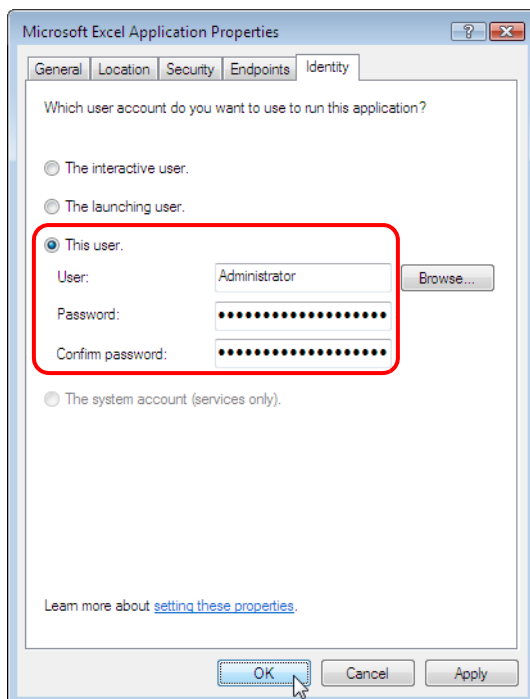 Microsoft Excel Application Properties
?
General Location Security Endpoints Identity
Which user account do you want to use to run this application?
The interactive user.
The launching user.
This user.
User: Administrator Browse...
Password: ●●●●●●●●●●●●●●●●●●●
Confirm password: ●●●●●●●●●●●●●●●●●●●
The system account (services only).
Learn more about setting these properties.
OK Cancel Apply